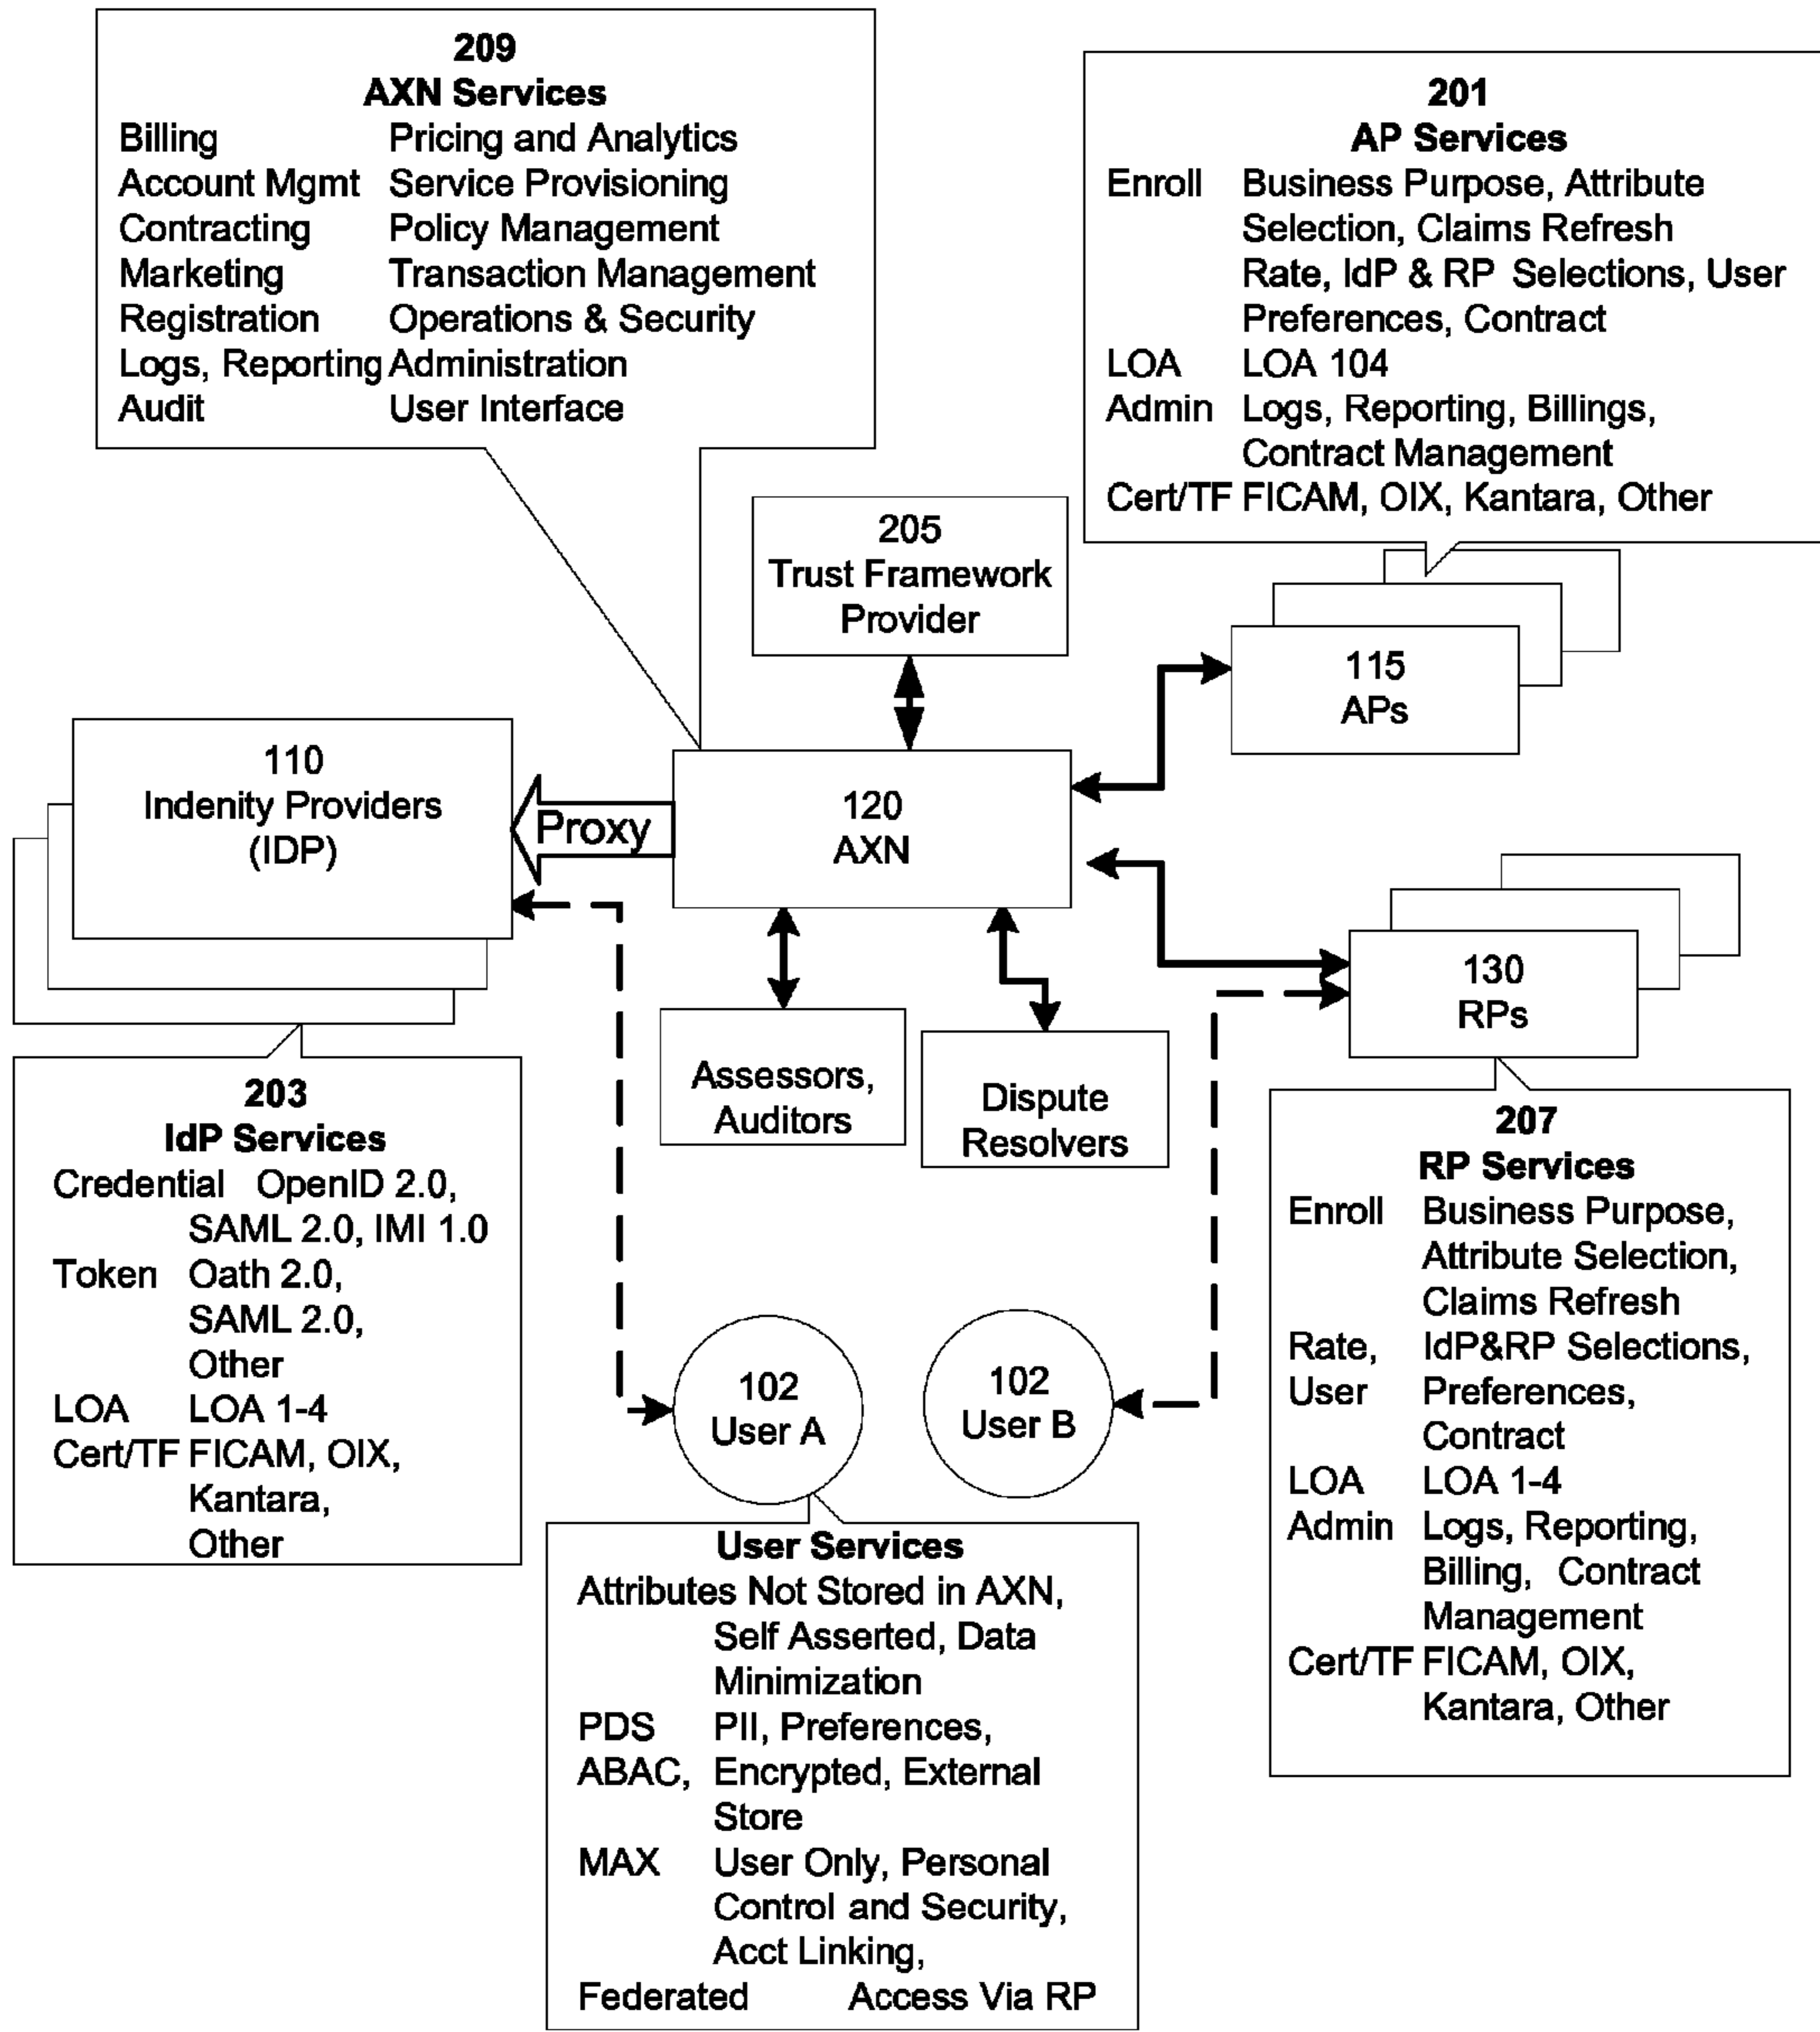 209
AXN Services
Billing Pricing and Analytics
Account Mgmt Service Provisioning
Contracting Policy Management
Marketing Transaction Management
Registration Operations & Security
Logs, Reporting Administration
Audit User Interface
201
AP Services
Enroll Business Purpose, Attribute
Selection, Claims Refresh
Rate, IdP & RP Selections, User
Preferences, Contract
LOA LOA 104
Admin Logs, Reporting, Billings,
Contract Management
Cert/TF FICAM, OIX, Kantara, Other
205
Trust Framework
Provider
115
APs
110
Indenity Providers
(IDP)
Proxy
120
AXN
130
RPs
Assessors,
Auditors
Dispute
Resolvers
203
IdP Services
Credential OpenID 2.0,
SAML 2.0, IMI 1.0
Token Oath 2.0,
SAML 2.0,
Other
LOA LOA 1-4
Cert/TF FICAM, OIX,
Kantara,
Other
102
User A
102
User B
207
RP Services
Enroll Business Purpose,
Attribute Selection,
Claims Refresh
Rate, IdP&RP Selections,
User Preferences,
Contract
LOA LOA 1-4
Admin Logs, Reporting,
Billing, Contract
Management
Cert/TF FICAM, OIX,
Kantara, Other
User Services
Attributes Not Stored in AXN,
Self Asserted, Data
Minimization
PDS PII, Preferences,
ABAC, Encrypted, External
Store
MAX User Only, Personal
Control and Security,
Acct Linking,
Federated Access Via RP